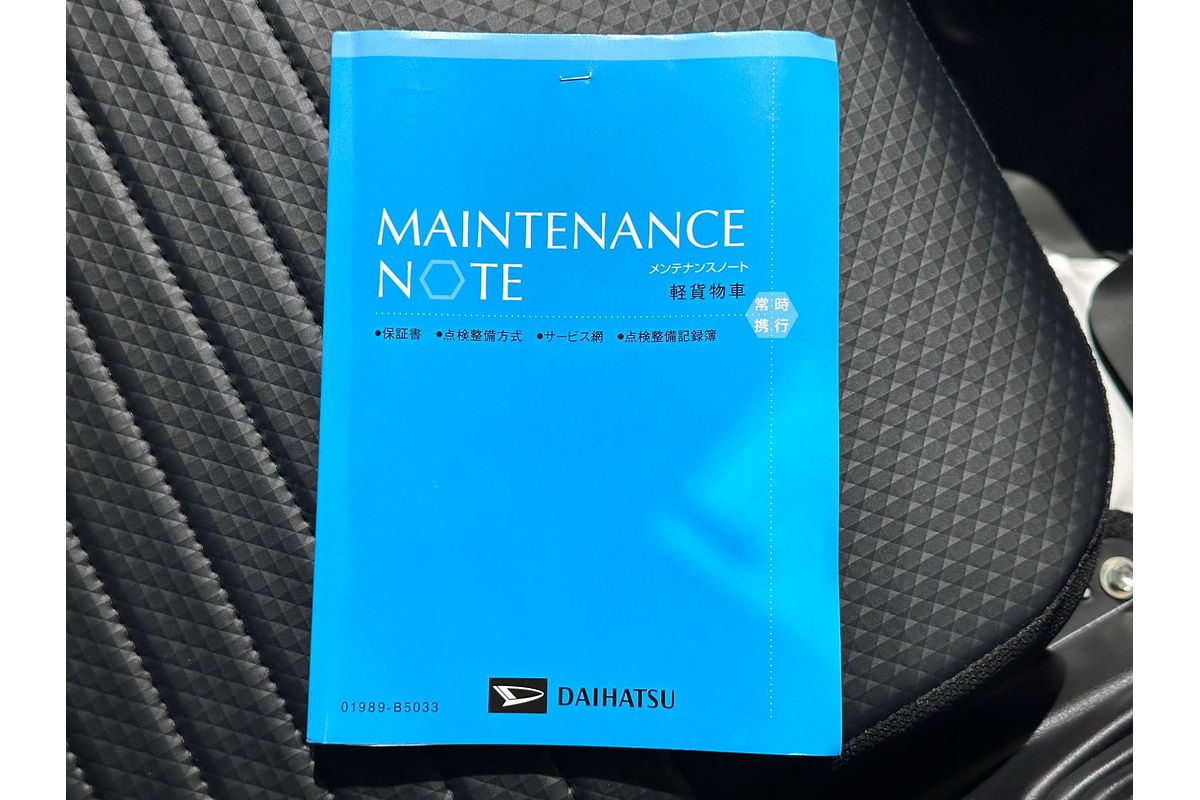 MAINTENANCE
NOTE
メンテナンスノート
軽貨物車
常時
携行
●保証書 ●点検整備方式 ●サービス網 ●点検整備記録簿
01989-B5033
DAIHATSU